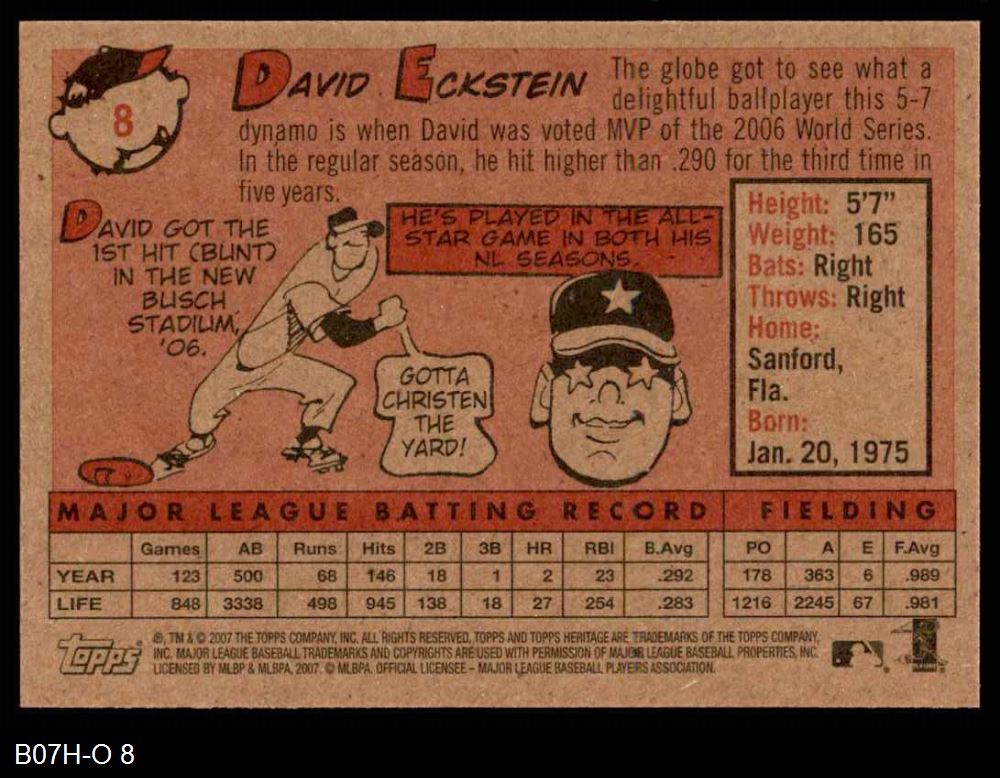 8
DAVID ECKSTEIN
The globe got to see what a
delightful ballplayer this 5-7
dynamo is when David was voted MVP of the 2006 World Series.
In the regular season, he hit higher than .290 for the third time in
five years.
DAVID GOT THE
1ST HIT (BUNT)
IN THE NEW
BUSCH
STADIUM,
'06.
HE'S PLAYED IN THE ALL-
STAR GAME IN BOTH HIS
NL SEASONS.
GOTTA
CHRISTEN
THE
YARD!
Height: 5'7"
Weight: 165
Bats: Right
Throws: Right
Home:
Sanford,
Fla.
Born:
Jan. 20, 1975
MAJOR LEAGUE BATTING RECORD FIELDING
Games AB Runs Hits 2B 3B HR RBI B.Avg PO A E F.Avg
YEAR 123 500 68 146 18 1 2 23 .292 178 363 6 .989
LIFE 848 3338 498 945 138 18 27 254 .283 1216 2245 67 .981
Topps
®, TM & © 2007 THE TOPPS COMPANY, INC. ALL RIGHTS RESERVED. TOPPS AND TOPPS HERITAGE ARE TRADEMARKS OF THE TOPPS COMPANY,
INC. MAJOR LEAGUE BASEBALL TRADEMARKS AND COPYRIGHTS ARE USED WITH PERMISSION OF MAJOR LEAGUE BASEBALL PROPERTIES, INC.
LICENSED BY MLBP & MLBPA, 2007. © MLBPA. OFFICIAL LICENSEE – MAJOR LEAGUE BASEBALL PLAYERS ASSOCIATION.
B07H-O 8